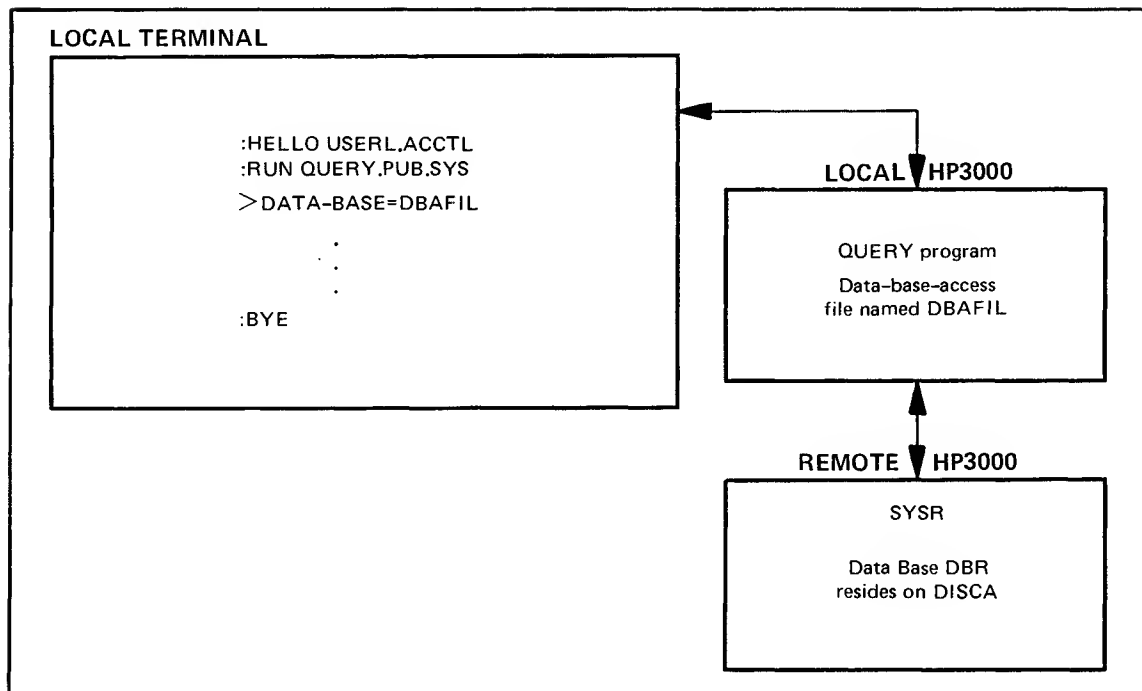 LOCAL TERMINAL
:HELLO USERL.ACCTL
:RUN QUERY.PUB.SYS
>DATA-BASE=DBAFIL
.
.
.
:BYE
LOCAL HP3000
QUERY program
Data-base-access
file named DBAFIL
REMOTE HP3000
SYSR
Data Base DBR
resides on DISCA